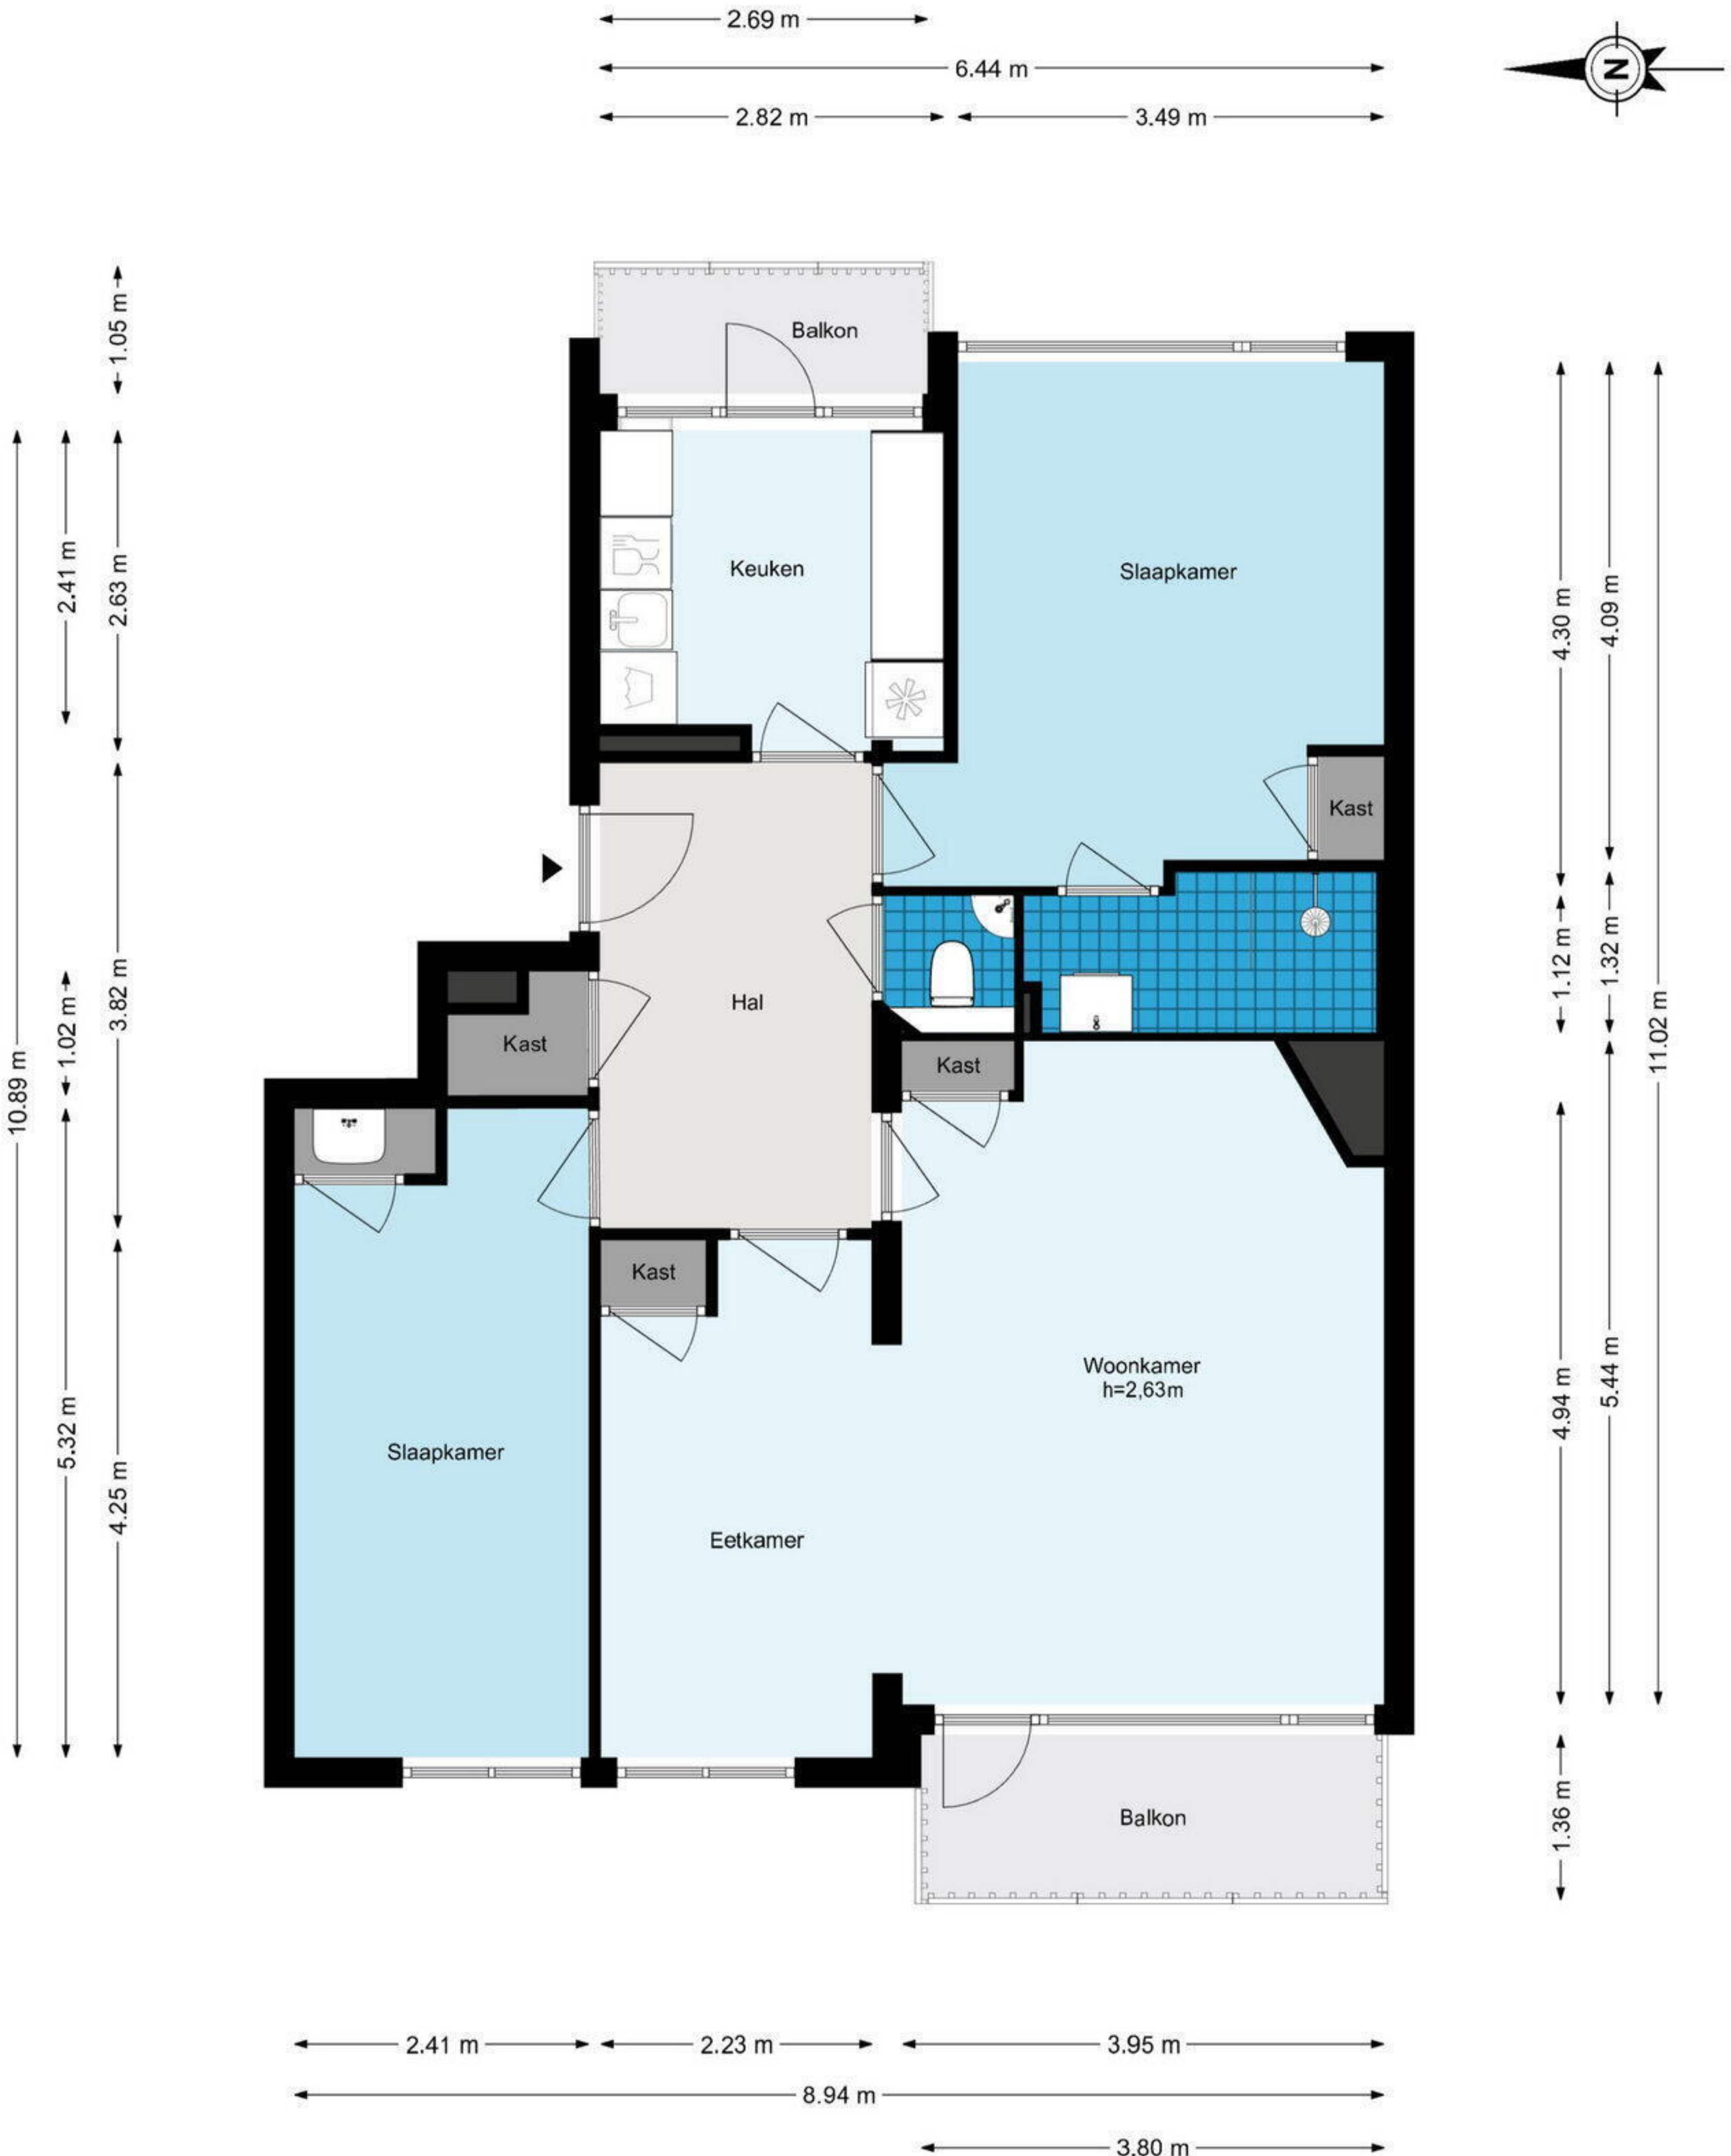 2.69 m
6.44 m
2.82 m
3.49 m
N
1.05 m
2.41 m
2.63 m
10.89 m
1.02 m
3.82 m
5.32 m
4.25 m
Balkon
Keuken
Slaapkamer
Kast
Hal
Kast
Kast
Kast
Woonkamer
h=2,63m
Slaapkamer
Eetkamer
Balkon
4.30 m
4.09 m
1.12 m
1.32 m
11.02 m
4.94 m
5.44 m
1.36 m
2.41 m
2.23 m
3.95 m
8.94 m
3.80 m